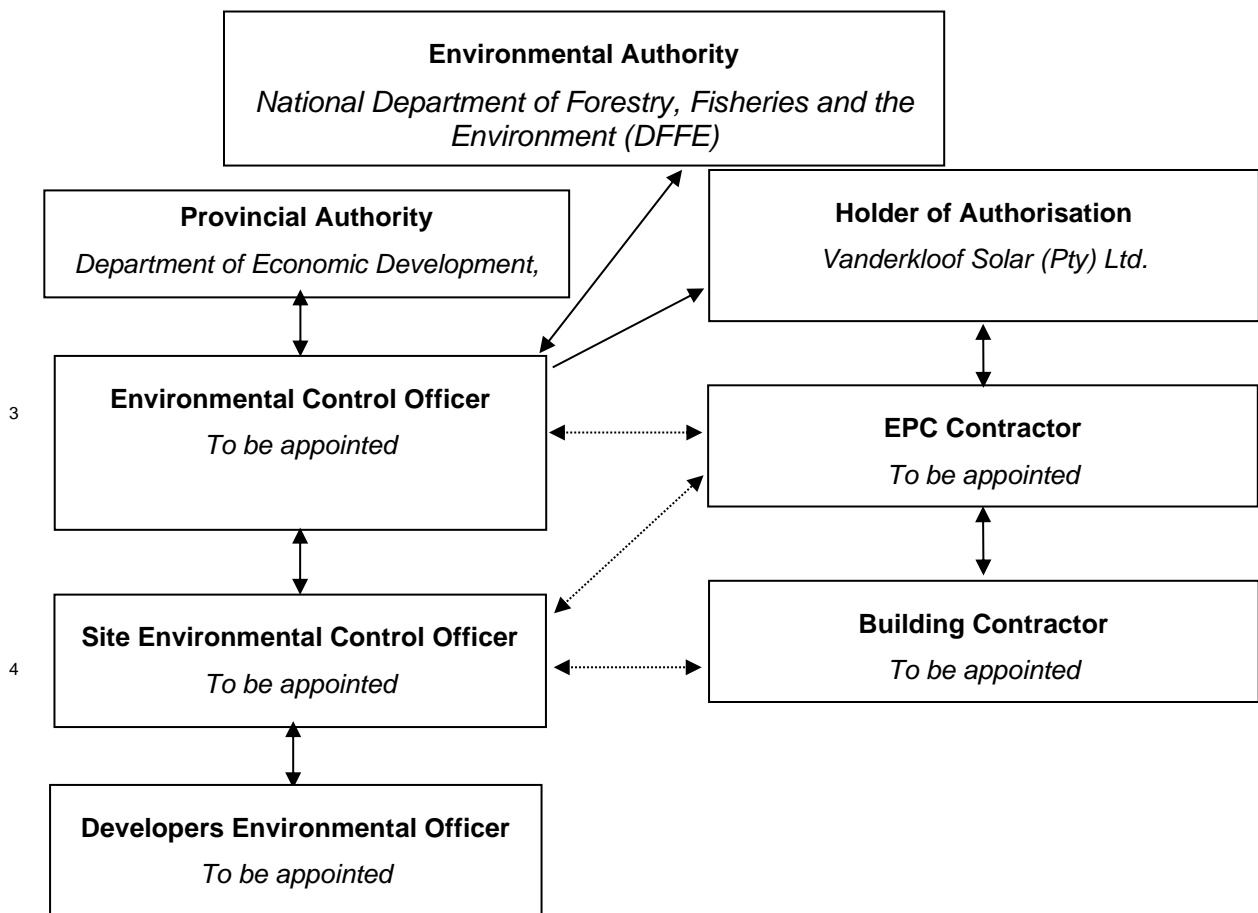 Environmental Authority
National Department of Forestry, Fisheries and the
Environment (DFFE)
Provincial Authority
Department of Economic Development,
Holder of Authorisation
Vanderkloof Solar (Pty) Ltd.
3
Environmental Control Officer
To be appointed
EPC Contractor
To be appointed
4
Site Environmental Control Officer
To be appointed
Building Contractor
To be appointed
Developers Environmental Officer
To be appointed